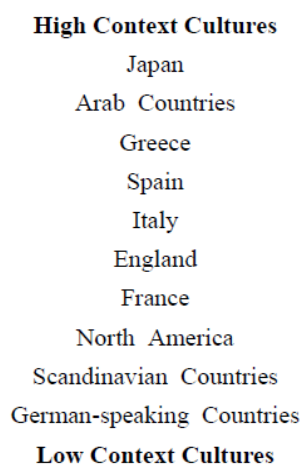 High Context Cultures
Japan
Arab Countries
Greece
Spain
Italy
England
France
North America
Scandinavian Countries
German-speaking Countries
Low Context Cultures